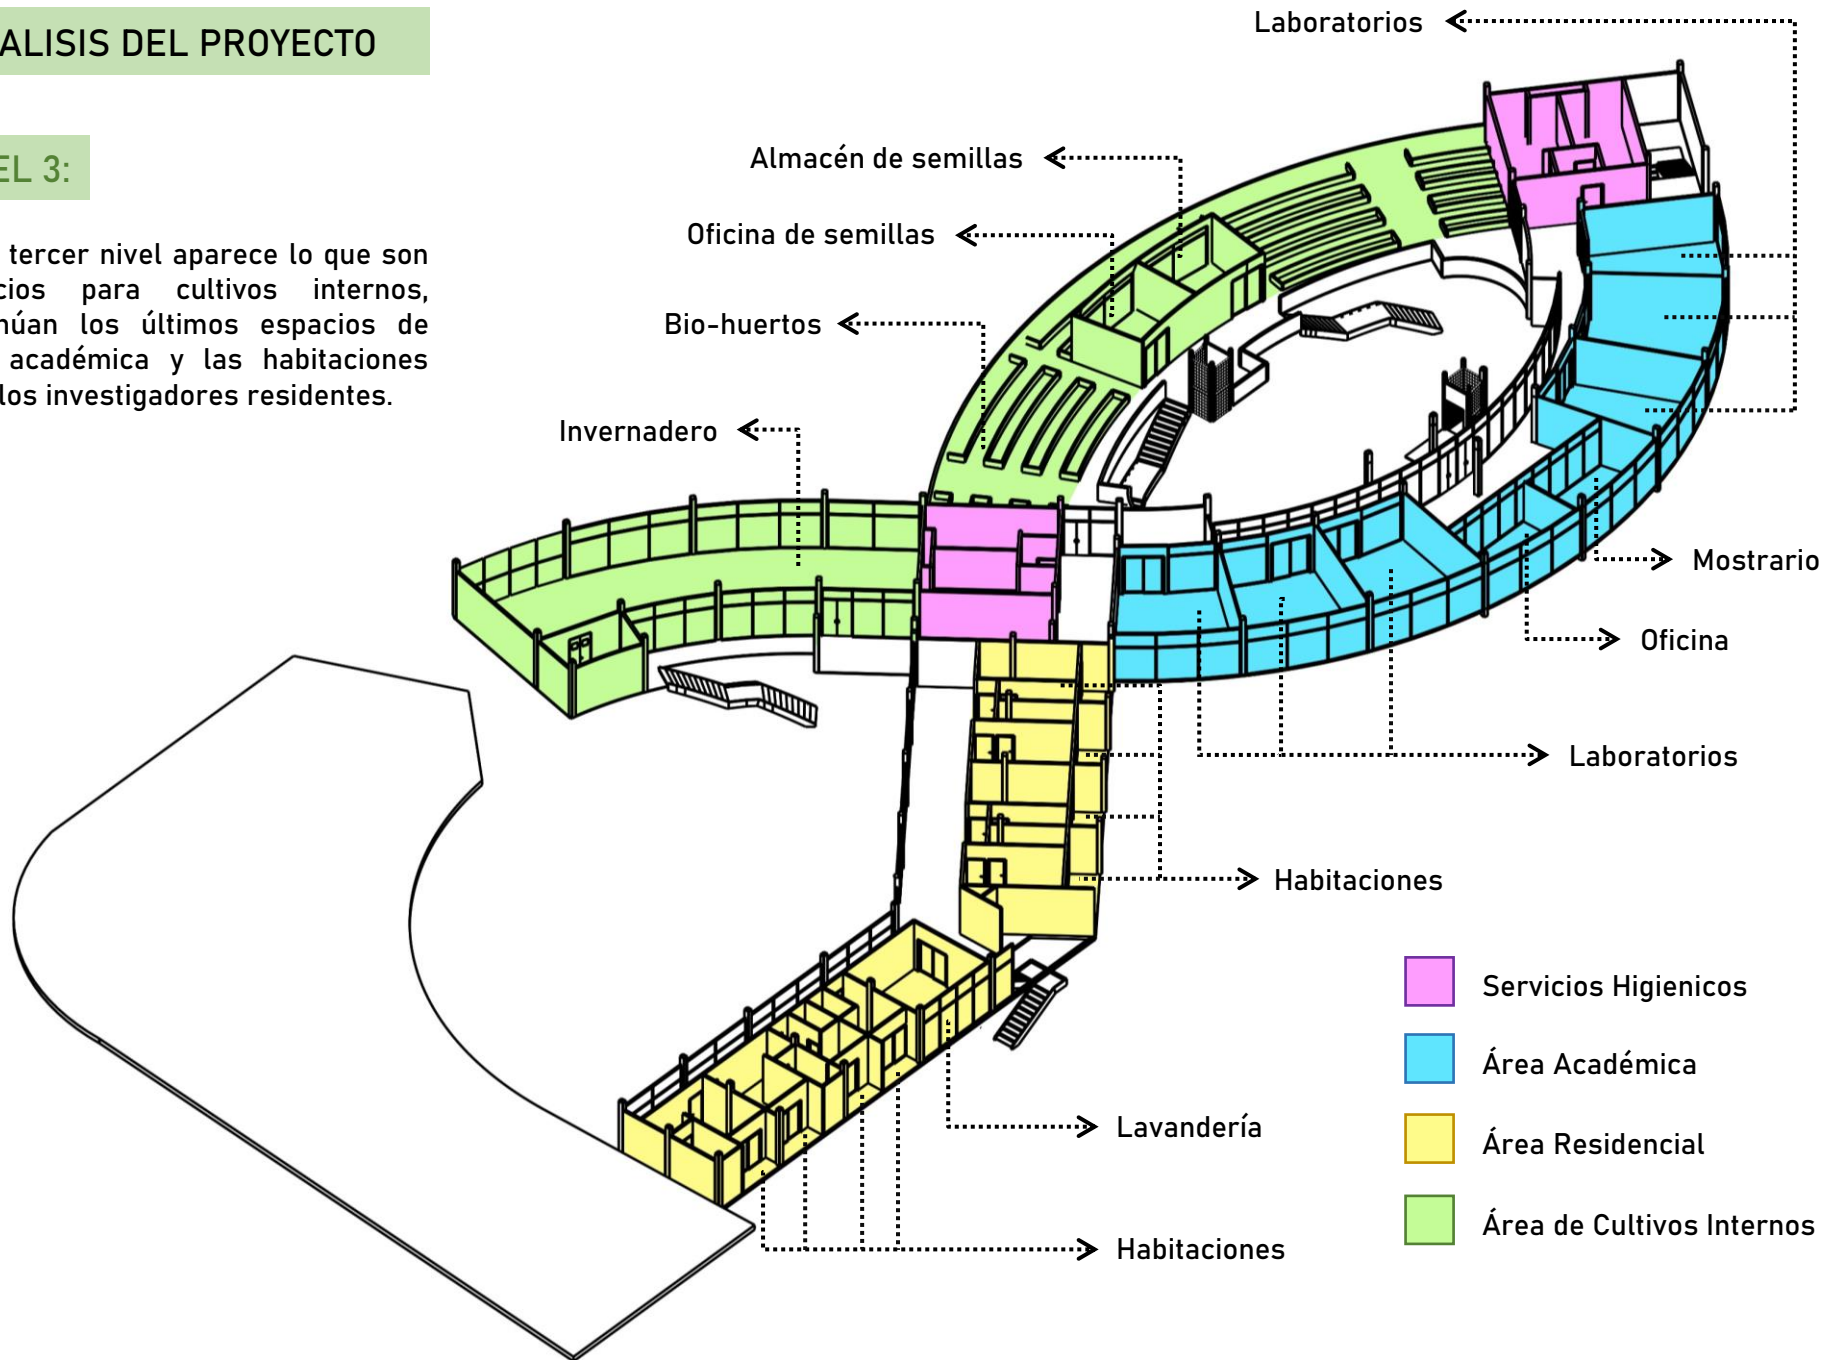 ALISIS DEL PROYECTO
EL 3:
tercer nivel aparece lo que son
cios para cultivos internos,
núan los últimos espacios de
académica y las habitaciones
los investigadores residentes.
Laboratorios
Almacén de semillas
Oficina de semillas
Bio-huertos
Invernadero
Mostrario
Oficina
Laboratorios
Habitaciones
Lavandería
Habitaciones
Servicios Higienicos
Área Académica
Área Residencial
Área de Cultivos Internos